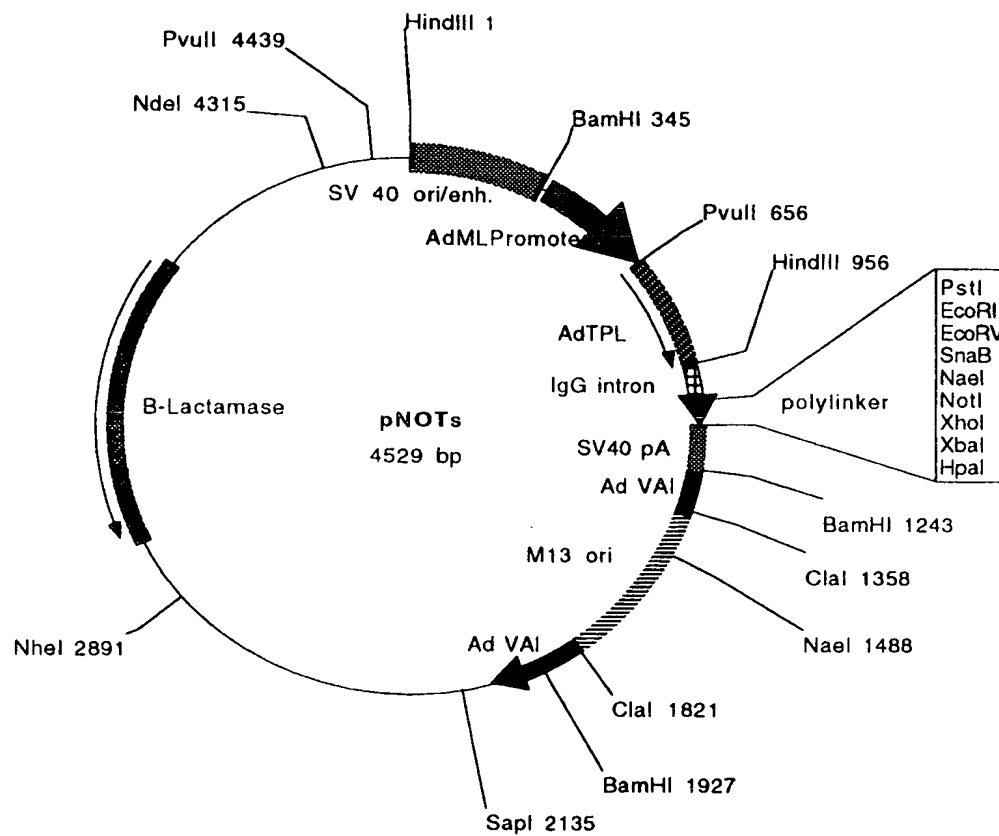 HindIII 1
PvuII 4439
NdeI 4315
BamHI 345
SV 40 ori/enh.
PvuII 656
AdMLPromote
HindIII 956
PstI
EcoRI
EcoRV
SnaB
NaeI
NotI
XhoI
XbaI
HpaI
AdTPL
IgG intron
polylinker
B-Lactamase
pNOTs
4529 bp
SV40 pA
Ad VAI
BamHI 1243
M13 ori
ClaI 1358
NheI 2891
Ad VAI
NaeI 1488
ClaI 1821
BamHI 1927
SapI 2135